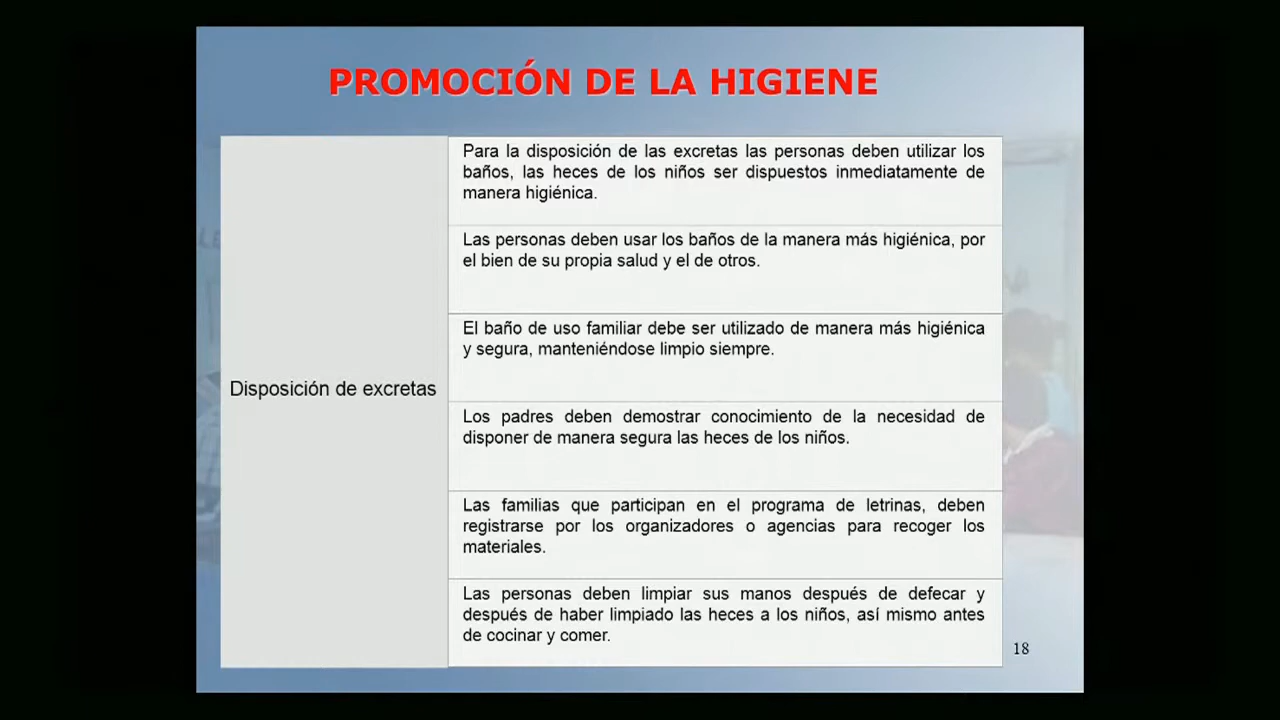 PROMOCIÓN DE LA HIGIENE
Disposición de excretas
Para la disposición de las excretas las personas deben utilizar los
baños, las heces de los niños ser dispuestos inmediatamente de
manera higiénica.
Las personas deben usar los baños de la manera más higiénica, por
el bien de su propia salud y el de otros.
El baño de uso familiar debe ser utilizado de manera más higiénica
y segura, manteniéndose limpio siempre.
Los padres deben demostrar conocimiento de la necesidad de
disponer de manera segura las heces de los niños.
Las familias que participan en el programa de letrinas, deben
registrarse por los organizadores o agencias para recoger los
materiales.
Las personas deben limpiar sus manos después de defecar y
después de haber limpiado las heces a los niños, así mismo antes
de cocinar y comer.
18